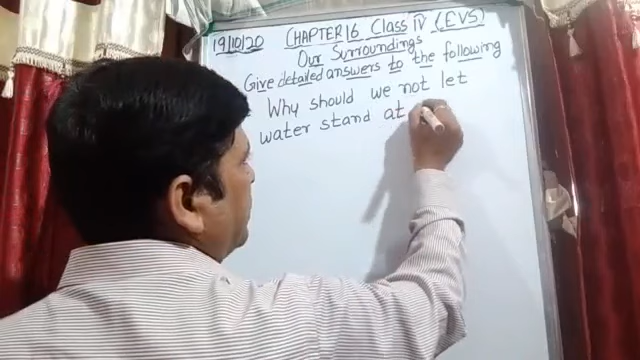 19/10/20 CHAPTER 16 Class IV (EVS)
Our Surroundings
Give detailed answers to the following
Why should we not let
water stand at